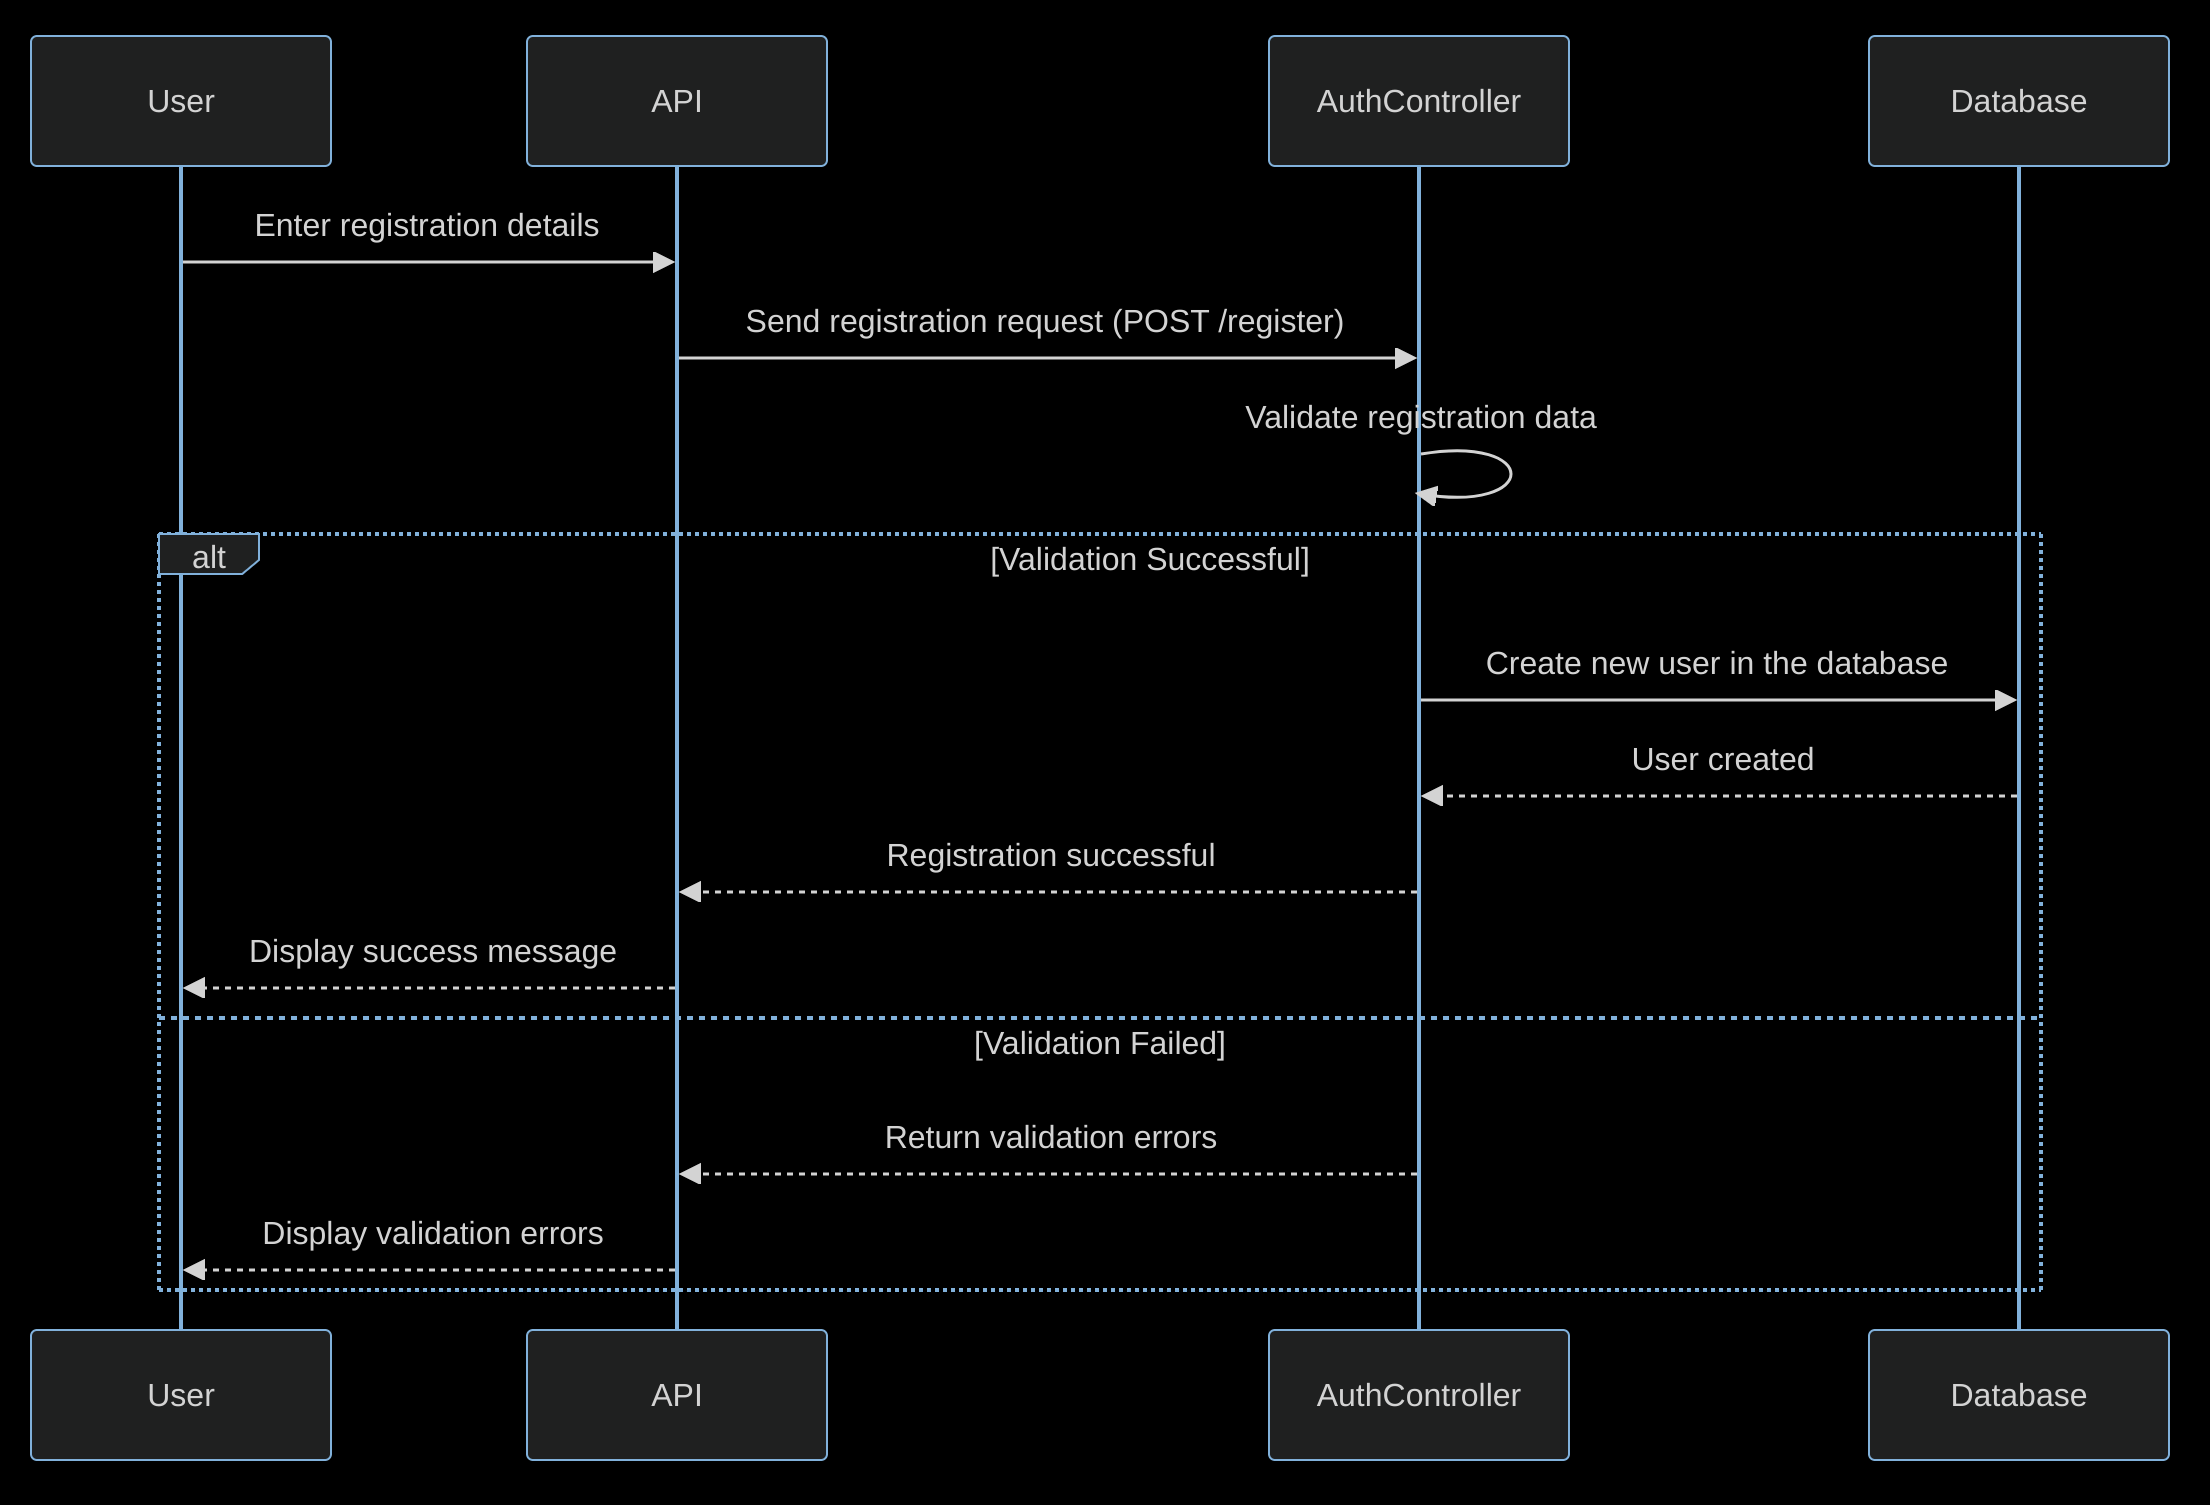 User
API
AuthController
Database
Enter registration details
Send registration request (POST /register)
Validate registration data
alt
[Validation Successful]
Create new user in the database
User created
Registration successful
Display success message
[Validation Failed]
Return validation errors
Display validation errors
User
API
AuthController
Database